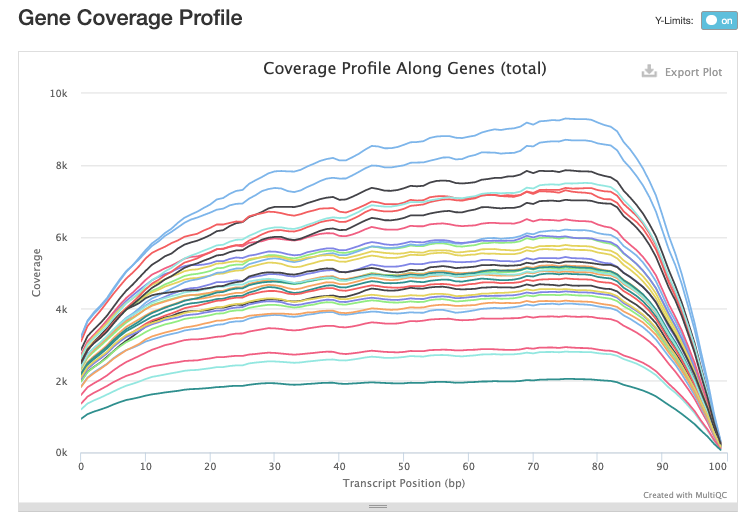 Gene Coverage Profile
Y-Limits: on
Coverage Profile Along Genes (total)
Export Plot
10k
8k
6k
4k
2k
0k
Coverage
0 10 20 30 40 50 60 70 80 90 100
Transcript Position (bp)
Created with MultiQC